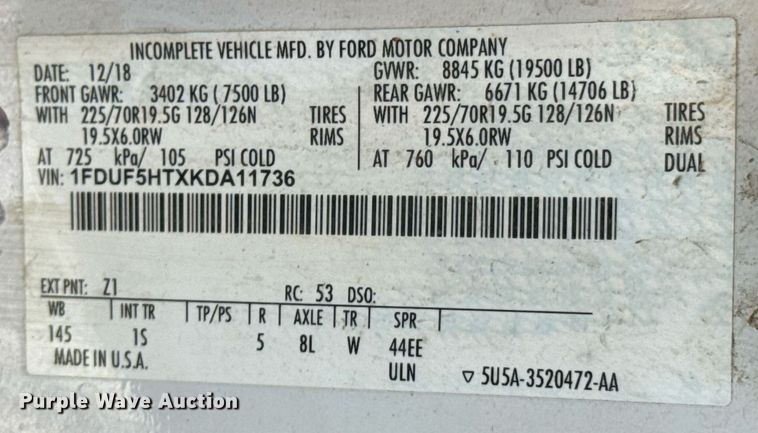 INCOMPLETE VEHICLE MFD. BY FORD MOTOR COMPANY
DATE: 12/18 GVWR: 8845 KG (19500 LB)
FRONT GAWR: 3402 KG ( 7500 LB) REAR GAWR: 6671 KG (14706 LB)
WITH 225/70R19.5G 128/126N TIRES WITH 225/70R19.5G 128/126N TIRES
19.5X6.0RW RIMS 19.5X6.0RW RIMS
AT 725 kPa/ 105 PSI COLD AT 760 kPa/ 110 PSI COLD DUAL
VIN: 1FDUF5HTXKDA11736
EXT PNT: Z1 RC: 53 DSO:
WB INT TR TP/PS R AXLE TR SPR
145 1S 5 8L W 44EE
MADE IN U.S.A. ULN ▽ 5U5A-3520472-AA
Purple Wave Auction